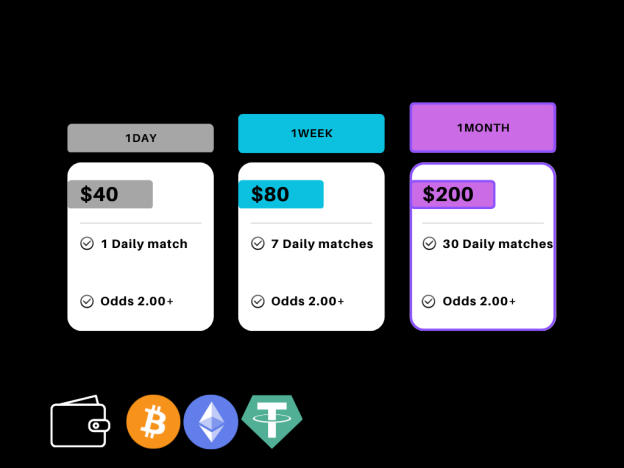 1DAY
1WEEK
1MONTH
$40
$80
$200
1 Daily match
7 Daily matches
30 Daily matches
Odds 2.00+
Odds 2.00+
Odds 2.00+